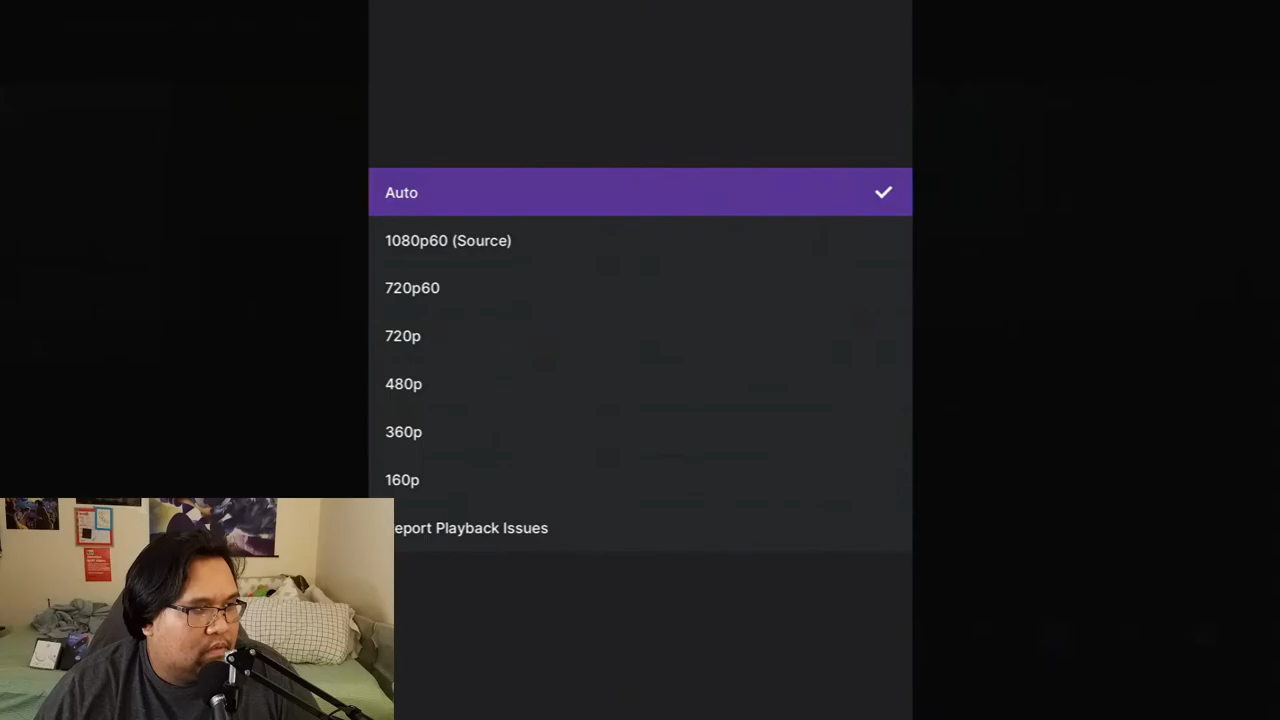 Auto
1080p60 (Source)
720p60
720p
480p
360p
160p
eport Playback Issues